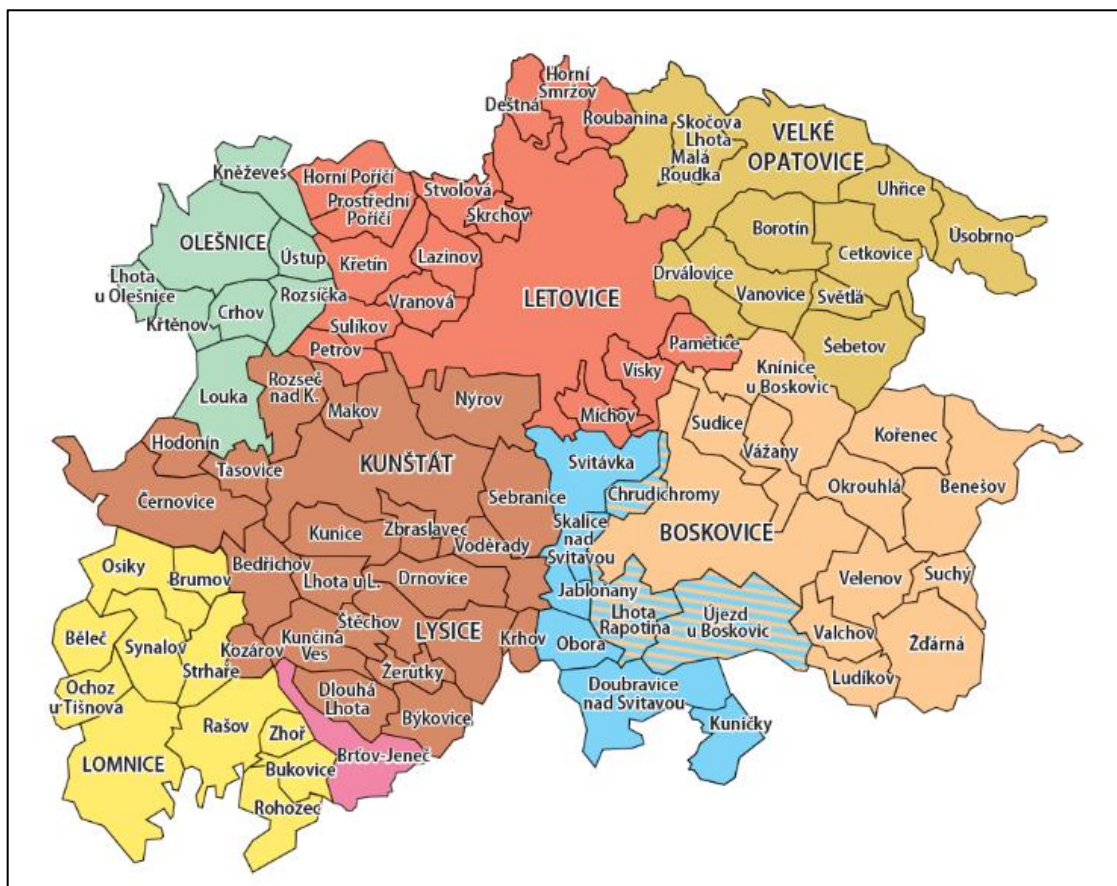 Horní
Smržov
Deštná
Roubanina
Skočova
Lhota
Malá
Roudka
VELKÉ
OPATOVICE
Uhřice
Úsobrno
Borotín
Cetkovice
Drválovice
Vanovice
Světlá
Šebetov
Kněževes
OLEŠNICE
Ústup
Lhota
u Olešnice
Křtěnov
Crhov
Rozsíčka
Louka
Horní Poříčí
Prostřední
Poříčí
Stvolová
Skrchov
Křetín
Lazinov
Vranová
Sulíkov
Petrov
LETOVICE
Pamětice
Vísky
Míchov
Knínice
u Boskovic
Rozseč
nad K.
Makov
Nýrov
Hodonín
Tasovice
KUNŠTÁT
Černovice
Sebranice
Kunice
Zbraslavec
Voděrady
Bedřichov
Lhota u L.
Drnovice
Štěchov
LYSICE
Krhov
Kozárov
Kunčina
Ves
Žerůtky
Dlouhá
Lhota
Býkovice
Brťov-Jeneč
Svitávka
Chrudichromy
Skalice
nad
Svitavou
Jabloňany
Lhota
Rapotina
Újezd
u Boskovic
Obora
Doubravice
nad Svitavou
Kuničky
Sudice
Vážany
Kořenec
Okrouhlá
Benešov
BOSKOVICE
Velenov
Suchý
Valchov
Žďárná
Ludíkov
Osiky
Brumov
Běleč
Synalov
Strhaře
Ochoz
u Tišnova
Rašov
Zhoř
LOMNICE
Bukovice
Rohozec